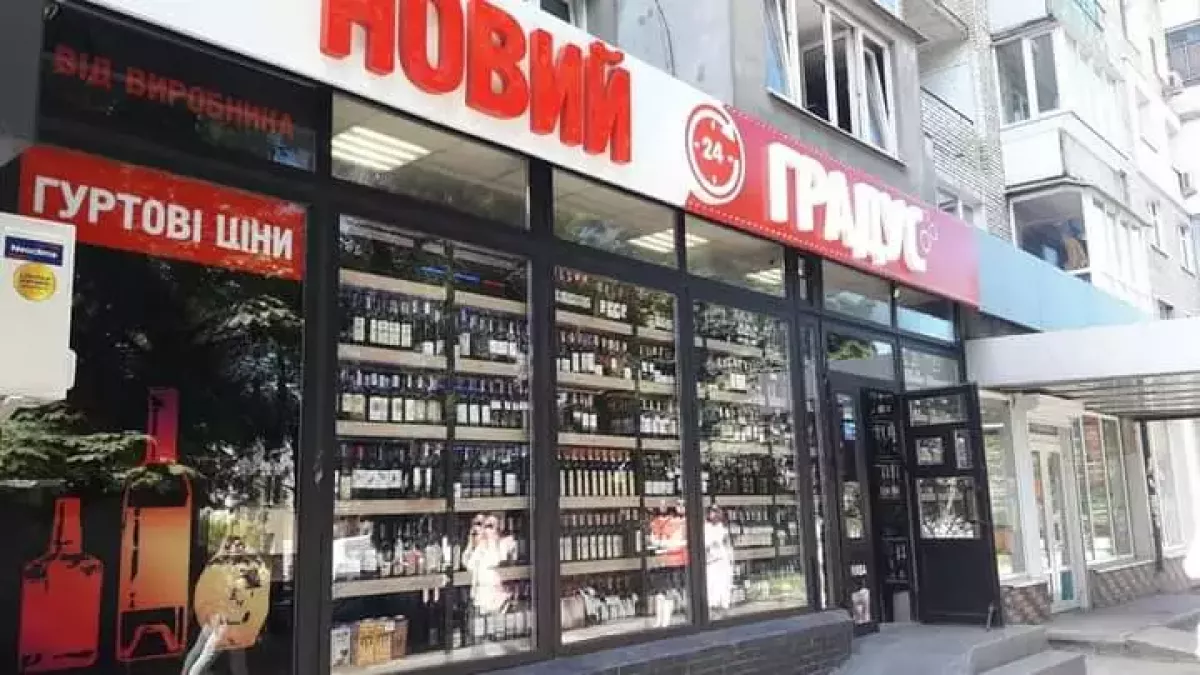 НОВИЙ
24
ГРАДУС
ВІД ВИРОБНИКА
ГУРТОВІ ЦІНИ